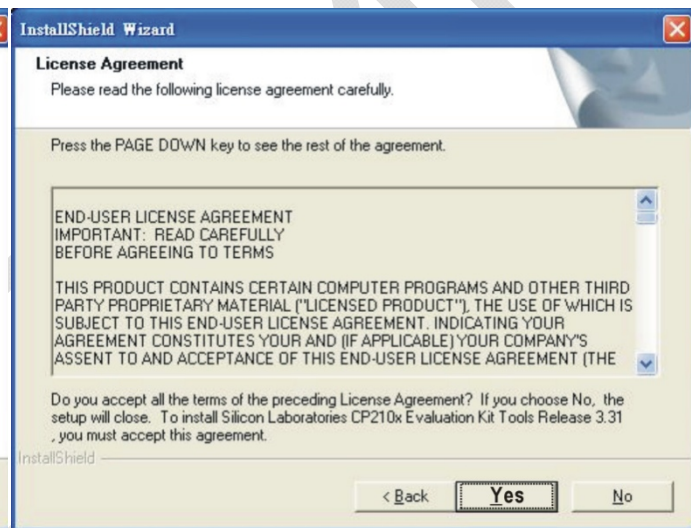 InstallShield Wizard
License Agreement
Please read the following license agreement carefully.
Press the PAGE DOWN key to see the rest of the agreement.
END-USER LICENSE AGREEMENT
IMPORTANT: READ CAREFULLY
BEFORE AGREEING TO TERMS
THIS PRODUCT CONTAINS CERTAIN COMPUTER PROGRAMS AND OTHER THIRD
PARTY PROPRIETARY MATERIAL ("LICENSED PRODUCT"), THE USE OF WHICH IS
SUBJECT TO THIS END-USER LICENSE AGREEMENT. INDICATING YOUR
AGREEMENT CONSTITUTES YOUR AND (IF APPLICABLE) YOUR COMPANY'S
ASSENT TO AND ACCEPTANCE OF THIS END-USER LICENSE AGREEMENT (THE
Do you accept all the terms of the preceding License Agreement? If you choose No, the
setup will close. To install Silicon Laboratories CP210x Evaluation Kit Tools Release 3.31
, you must accept this agreement.
InstallShield
< Back Yes No